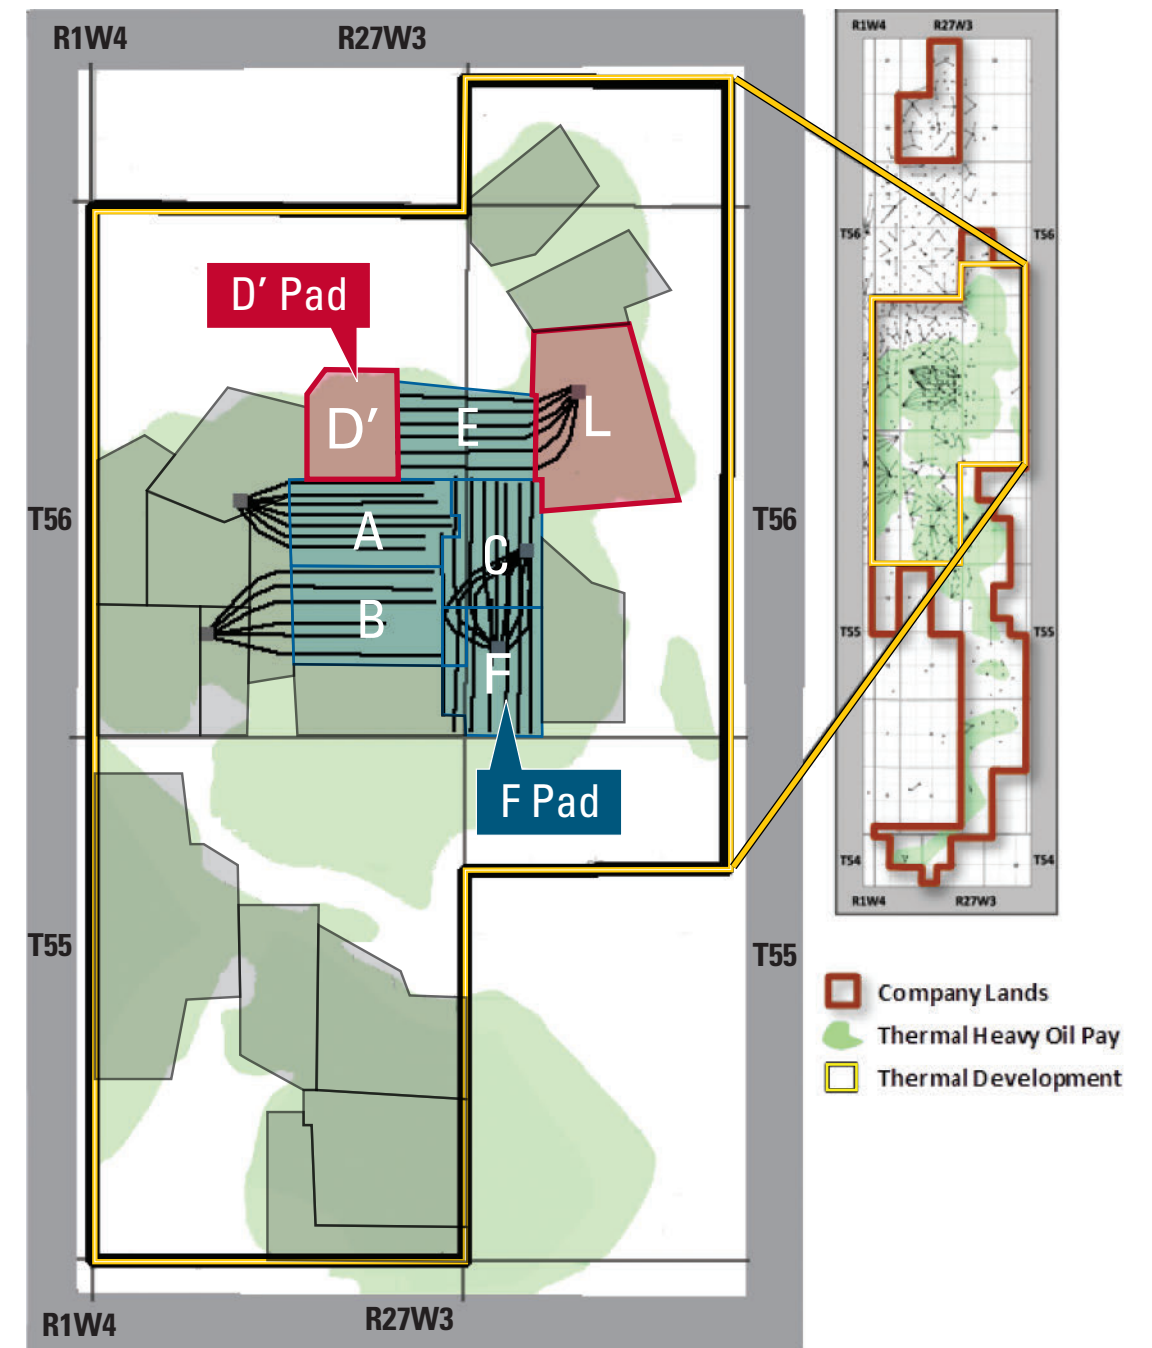 R1W4
R27W3
D′ Pad
D′
E
L
A
C
B
F
F Pad
T56
T56
T55
T55
R1W4
R27W3
R1W4
R27W3
T56
T56
T55
T55
T54
T54
R1W4
R27W3
Company Lands
Thermal Heavy Oil Pay
Thermal Development